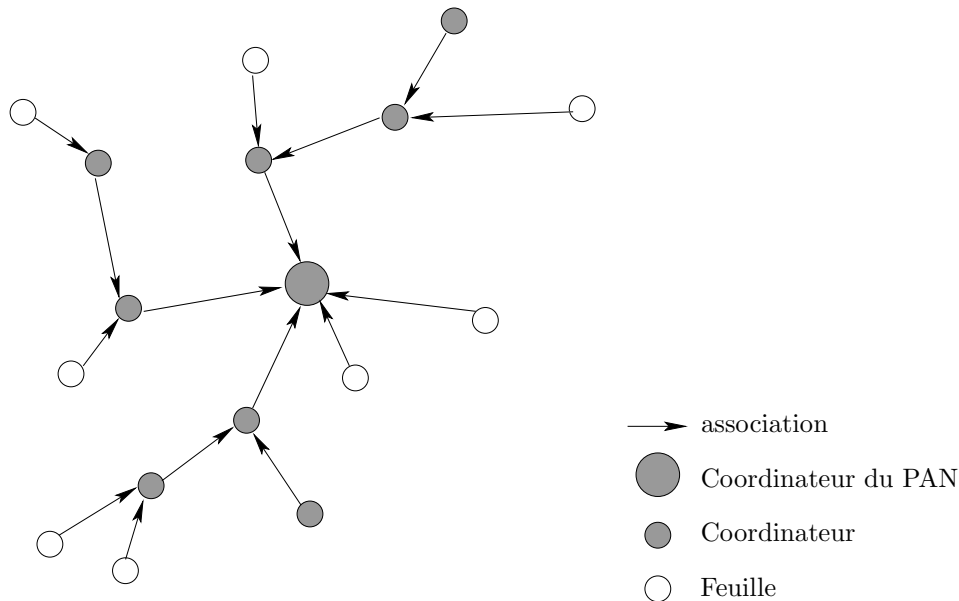 association
Coordinateur du PAN
Coordinateur
Feuille